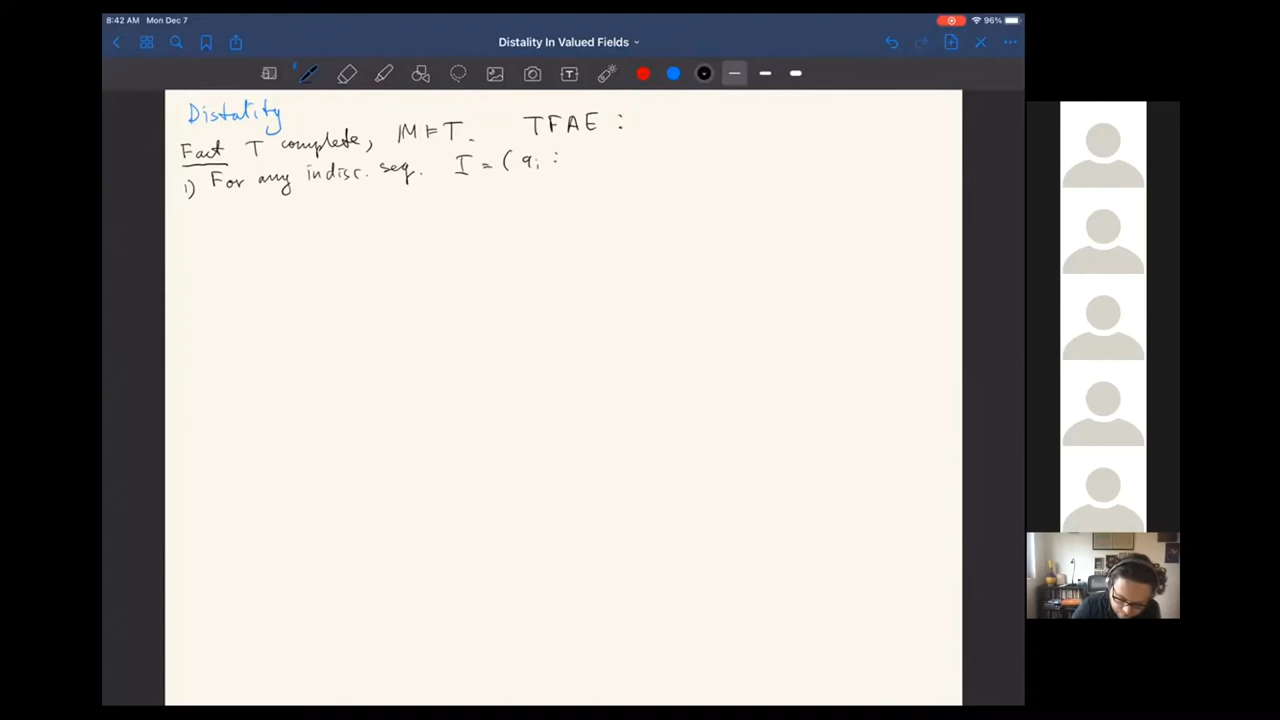 8:42 AM Mon Dec 7
96%
Distality In Valued Fields
T
Distality
Fact T complete, M ⊨ T. TFAE :
1) For any indisc. seq. I = ( a_i :